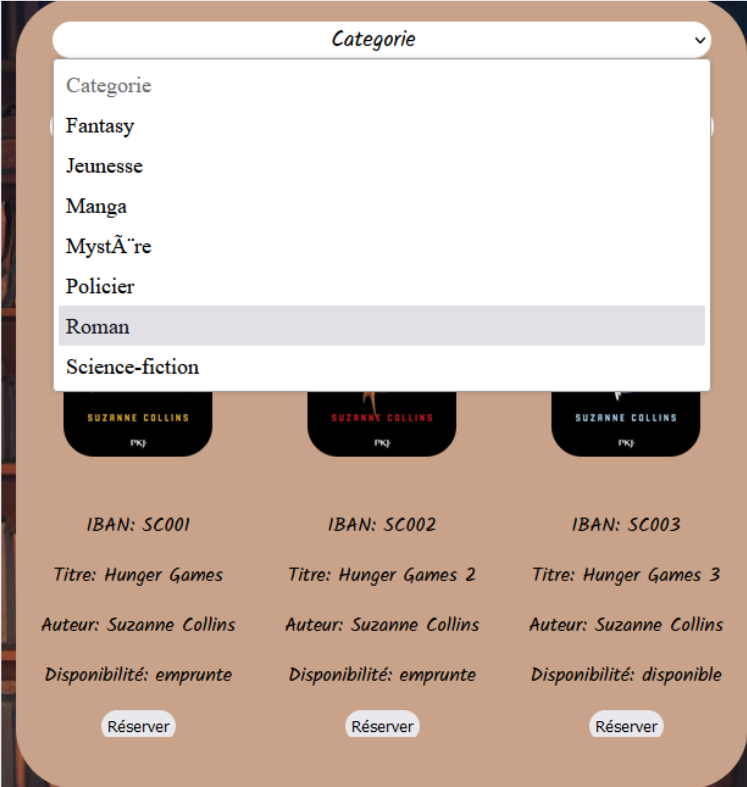 Categorie
Categorie
Fantasy
Jeunesse
Manga
MystÃ¨re
Policier
Roman
Science-fiction
SUZANNE COLLINS SUZANNE COLLINS SUZANNE COLLINS
PKJ· PKJ· PKJ·
IBAN: SC001 IBAN: SC002 IBAN: SC003
Titre: Hunger Games Titre: Hunger Games 2 Titre: Hunger Games 3
Auteur: Suzanne Collins Auteur: Suzanne Collins Auteur: Suzanne Collins
Disponibilité: emprunte Disponibilité: emprunte Disponibilité: disponible
Réserver Réserver Réserver